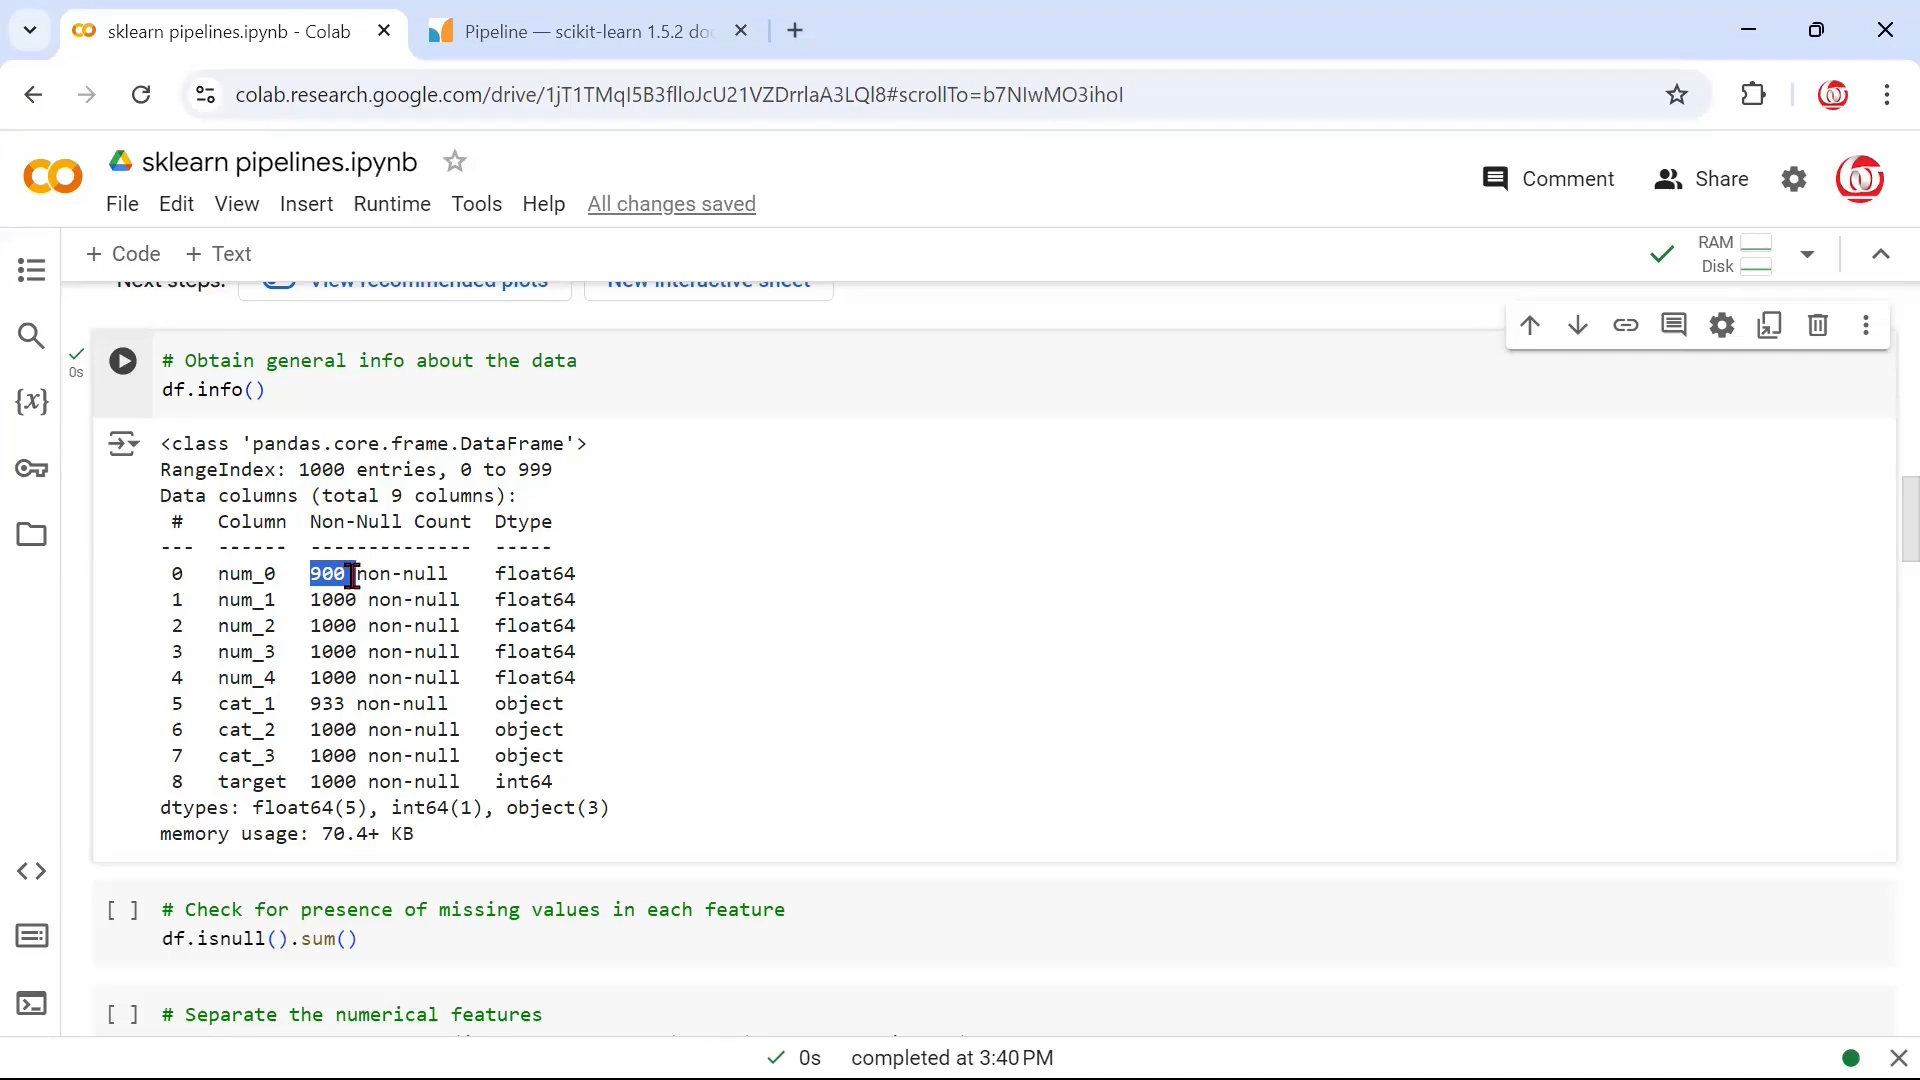 sklearn pipelines.ipynb - Colab
Pipeline — scikit-learn 1.5.2 doc
colab.research.google.com/drive/1jT1TMqI5B3flloJcU21VZDrrlaA3LQl8#scrollTo=b7NIwMO3ihoI
sklearn pipelines.ipynb
Comment
Share
File Edit View Insert Runtime Tools Help All changes saved
+ Code + Text
RAM
Disk
Next steps: View recommended plots New interactive sheet
0s
# Obtain general info about the data
df.info()
<class 'pandas.core.frame.DataFrame'>
RangeIndex: 1000 entries, 0 to 999
Data columns (total 9 columns):
# Column Non-Null Count Dtype
--- ------ -------------- -----
0 num_0 900 non-null float64
1 num_1 1000 non-null float64
2 num_2 1000 non-null float64
3 num_3 1000 non-null float64
4 num_4 1000 non-null float64
5 cat_1 933 non-null object
6 cat_2 1000 non-null object
7 cat_3 1000 non-null object
8 target 1000 non-null int64
dtypes: float64(5), int64(1), object(3)
memory usage: 70.4+ KB
[ ] # Check for presence of missing values in each feature
df.isnull().sum()
[ ] # Separate the numerical features
0s completed at 3:40 PM